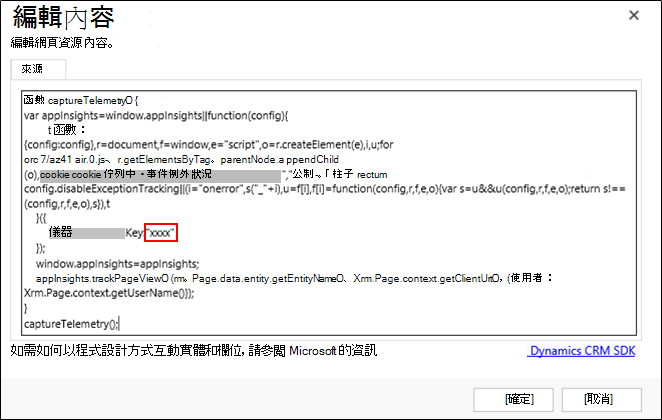 編輯內容
編輯網頁資源內容。
來源
函數 captureTelemetryO {
var appInsights=window.appInsights||function(config){
t 函數：
{config:config},r=document,f=window,e="script",o=r.createElement(e),i,u;for
orc 7/az41 air.0.js、r.getElementsByTag。parentNode.a ppendChild
(o),cookie cookie 佇列中・事件例外狀況 ","公制、「柱子 rectum
config.disableExceptionTracking||(i="onerror",s("_"+i),u=f[i],f[i]=function(config,r,f,e,o){var s=u&&u(config,r,f,e,o);return s!==
(config,r,f,e,o),s}),t
}({
儀器 Key:"xxxx"
});
window.appInsights=appInsights;
appInsights.trackPageViewO (rm。Page.data.entity.getEntityNameO、Xrm.Page.context.getClientUrlO，(使用者：
Xrm.Page.context.getUserName()});
}
captureTelemetry();
如需如何以程式設計方式互動實體和欄位，請參閱 Microsoft 的資訊 Dynamics CRM SDK
[確定] [取消]